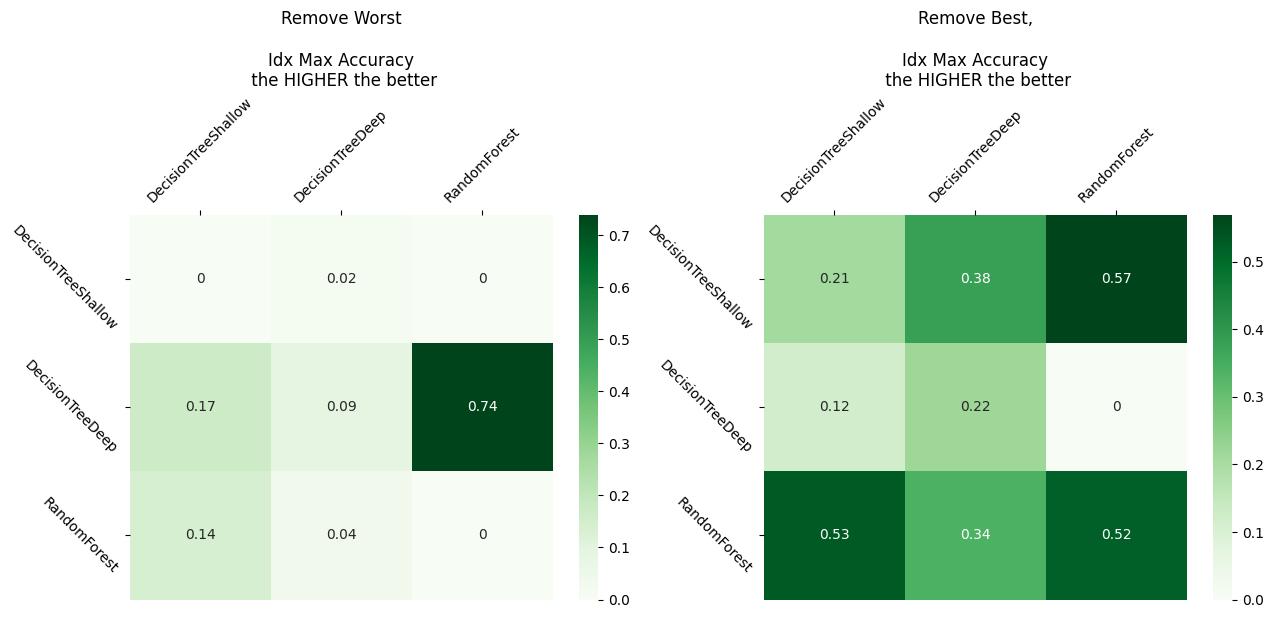 Remove Worst
Idx Max Accuracy
the HIGHER the better
DecisionTreeShallow
DecisionTreeDeep
RandomForest
DecisionTreeShallow
0
0.02
0
DecisionTreeDeep
0.17
0.09
0.74
RandomForest
0.14
0.04
0
0.7
0.6
0.5
0.4
0.3
0.2
0.1
0.0
Remove Best,
Idx Max Accuracy
the HIGHER the better
DecisionTreeShallow
DecisionTreeDeep
RandomForest
DecisionTreeShallow
0.21
0.38
0.57
DecisionTreeDeep
0.12
0.22
0
RandomForest
0.53
0.34
0.52
0.5
0.4
0.3
0.2
0.1
0.0